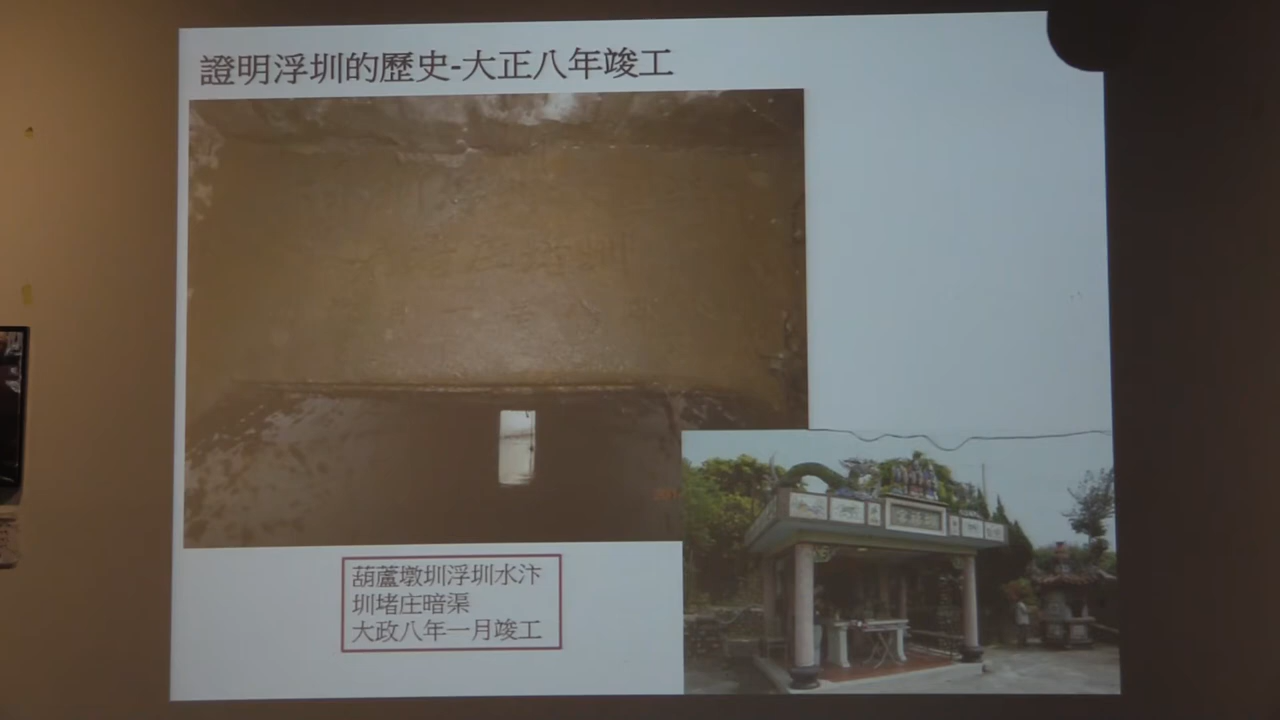 證明浮圳的歷史-大正八年竣工
葫蘆墩圳浮圳水汴
圳堵庄暗渠
大政八年一月竣工